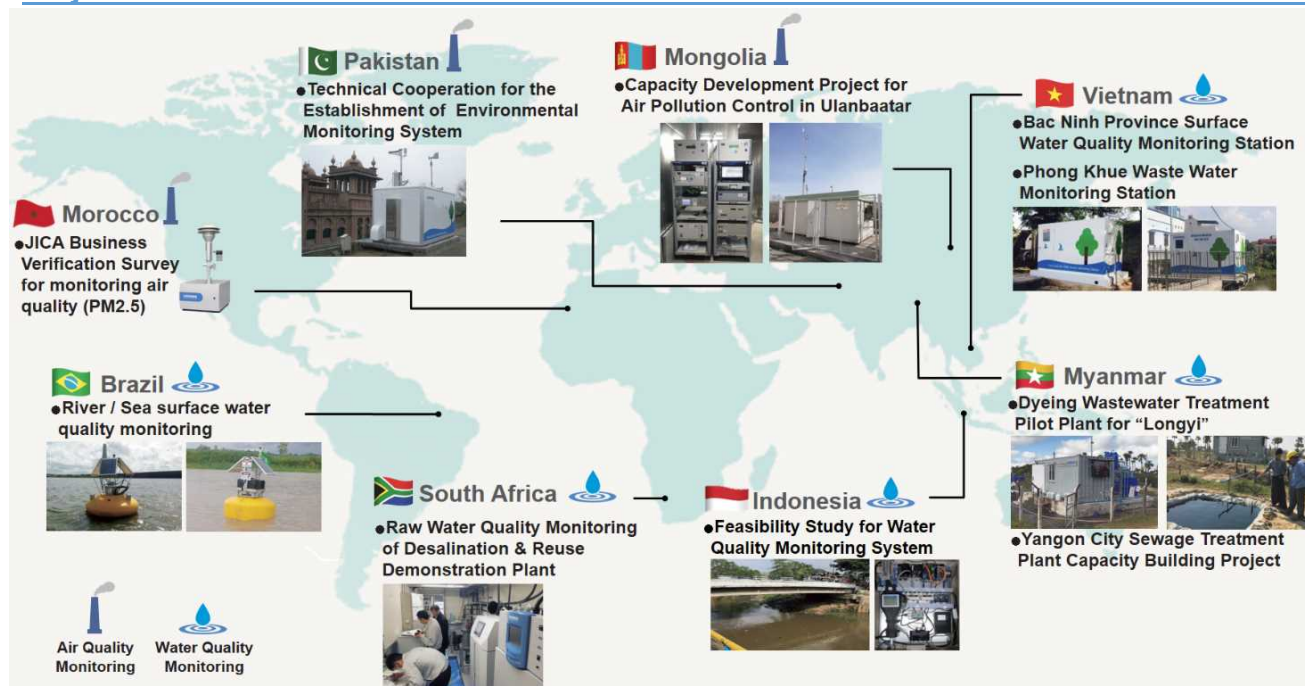 Pakistan
●Technical Cooperation for the
Establishment of Environmental
Monitoring System
Mongolia
●Capacity Development Project for
Air Pollution Control in Ulanbaatar
Vietnam
●Bac Ninh Province Surface
Water Quality Monitoring Station
●Phong Khue Waste Water
Monitoring Station
Morocco
●JICA Business
Verification Survey
for monitoring air
quality (PM2.5)
Brazil
●River / Sea surface water
quality monitoring
South Africa
●Raw Water Quality Monitoring
of Desalination & Reuse
Demonstration Plant
Indonesia
●Feasibility Study for Water
Quality Monitoring System
Myanmar
●Dyeing Wastewater Treatment
Pilot Plant for “Longyi”
●Yangon City Sewage Treatment
Plant Capacity Building Project
Air Quality
Monitoring
Water Quality
Monitoring